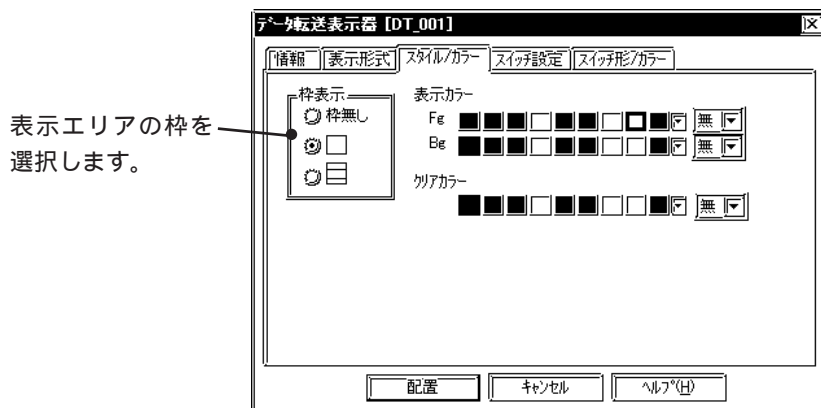 データ転送表示器 [DT_001]
情報 表示形式 スタイル/カラー スイッチ設定 スイッチ形/カラー
枠表示
枠無し
表示カラー
Fg 無
Bg 無
クリアカラー
無
表示エリアの枠を
選択します。
配置 キャンセル ヘルプ(H)